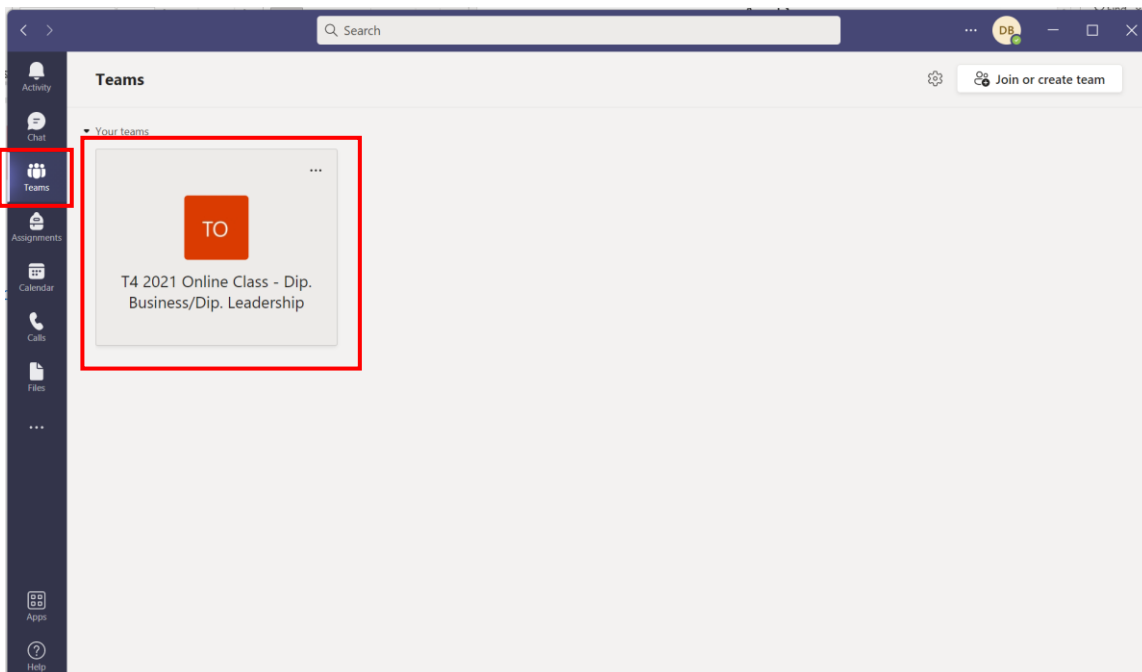 Search
DB
Activity
Teams
Join or create team
Chat
Your teams
Teams
TO
T4 2021 Online Class - Dip.
Business/Dip. Leadership
Assignments
Calendar
Calls
Files
Apps
Help